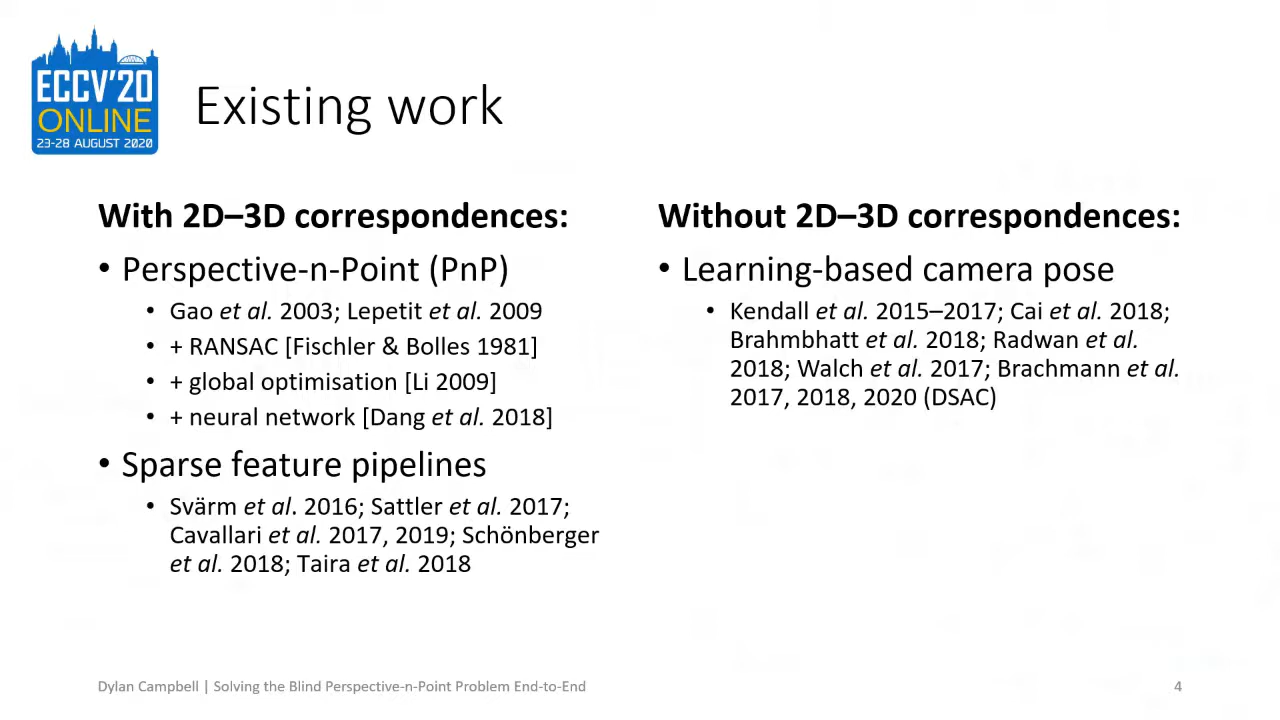 ECCV'20
ONLINE
23-28 AUGUST 2020
Existing work
With 2D–3D correspondences:
• Perspective-n-Point (PnP)
• Gao et al. 2003; Lepetit et al. 2009
• + RANSAC [Fischler & Bolles 1981]
• + global optimisation [Li 2009]
• + neural network [Dang et al. 2018]
• Sparse feature pipelines
• Svärm et al. 2016; Sattler et al. 2017;
Cavallari et al. 2017, 2019; Schönberger
et al. 2018; Taira et al. 2018
Without 2D–3D correspondences:
• Learning-based camera pose
• Kendall et al. 2015–2017; Cai et al. 2018;
Brahmbhatt et al. 2018; Radwan et al.
2018; Walch et al. 2017; Brachmann et al.
2017, 2018, 2020 (DSAC)
Dylan Campbell | Solving the Blind Perspective-n-Point Problem End-to-End
4